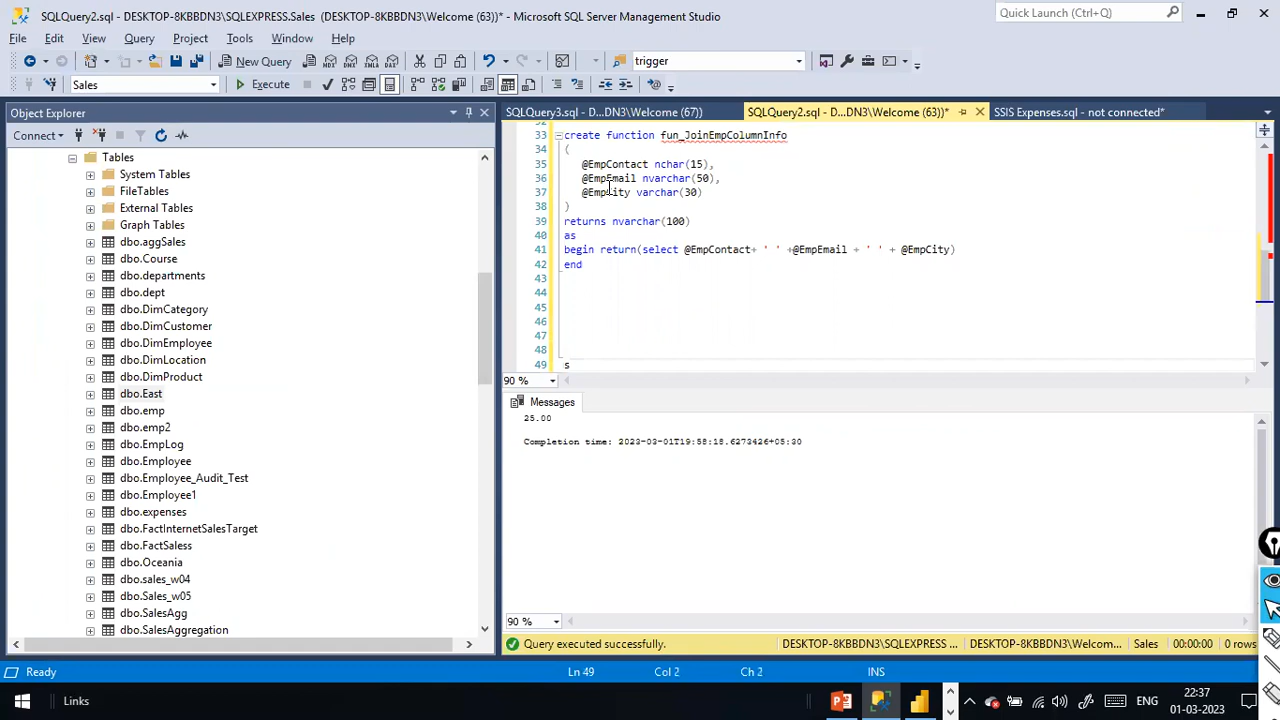 SQLQuery2.sql - DESKTOP-8KBBDN3\SQLEXPRESS.Sales (DESKTOP-8KBBDN3\Welcome (63))* - Microsoft SQL Server Management Studio
Quick Launch (Ctrl+Q)
File Edit View Query Project Tools Window Help
New Query MDX DMX XMLA DAX trigger
Sales Execute
Object Explorer
SQLQuery3.sql - D...DN3\Welcome (67)) SQLQuery2.sql - D...DN3\Welcome (63))* SSIS Expenses.sql - not connected*
Connect
Tables
System Tables
FileTables
External Tables
Graph Tables
dbo.aggSales
dbo.Course
dbo.departments
dbo.dept
dbo.DimCategory
dbo.DimCustomer
dbo.DimEmployee
dbo.DimLocation
dbo.DimProduct
dbo.East
dbo.emp
dbo.emp2
dbo.EmpLog
dbo.Employee
dbo.Employee_Audit_Test
dbo.Employee1
dbo.expenses
dbo.FactInternetSalesTarget
dbo.FactSaless
dbo.Oceania
dbo.sales_w04
dbo.Sales_w05
dbo.SalesAgg
dbo.SalesAggregation
32
33 create function fun_JoinEmpColumnInfo
34 (
35 @EmpContact nchar(15),
36 @EmpEmail nvarchar(50),
37 @EmpCity varchar(30)
38 )
39 returns nvarchar(100)
40 as
41 begin return(select @EmpContact+ ' ' +@EmpEmail + ' ' + @EmpCity)
42 end
43
44
45
46
47
48
49 s
90 %
Messages
25.00
Completion time: 2023-03-01T19:58:18.6273426+05:30
90 %
Query executed successfully. DESKTOP-8KBBDN3\SQLEXPRESS ... DESKTOP-8KBBDN3\Welcom... Sales 00:00:00 0 rows
Ready Ln 49 Col 2 Ch 2 INS
Links ENG 22:37
01-03-2023